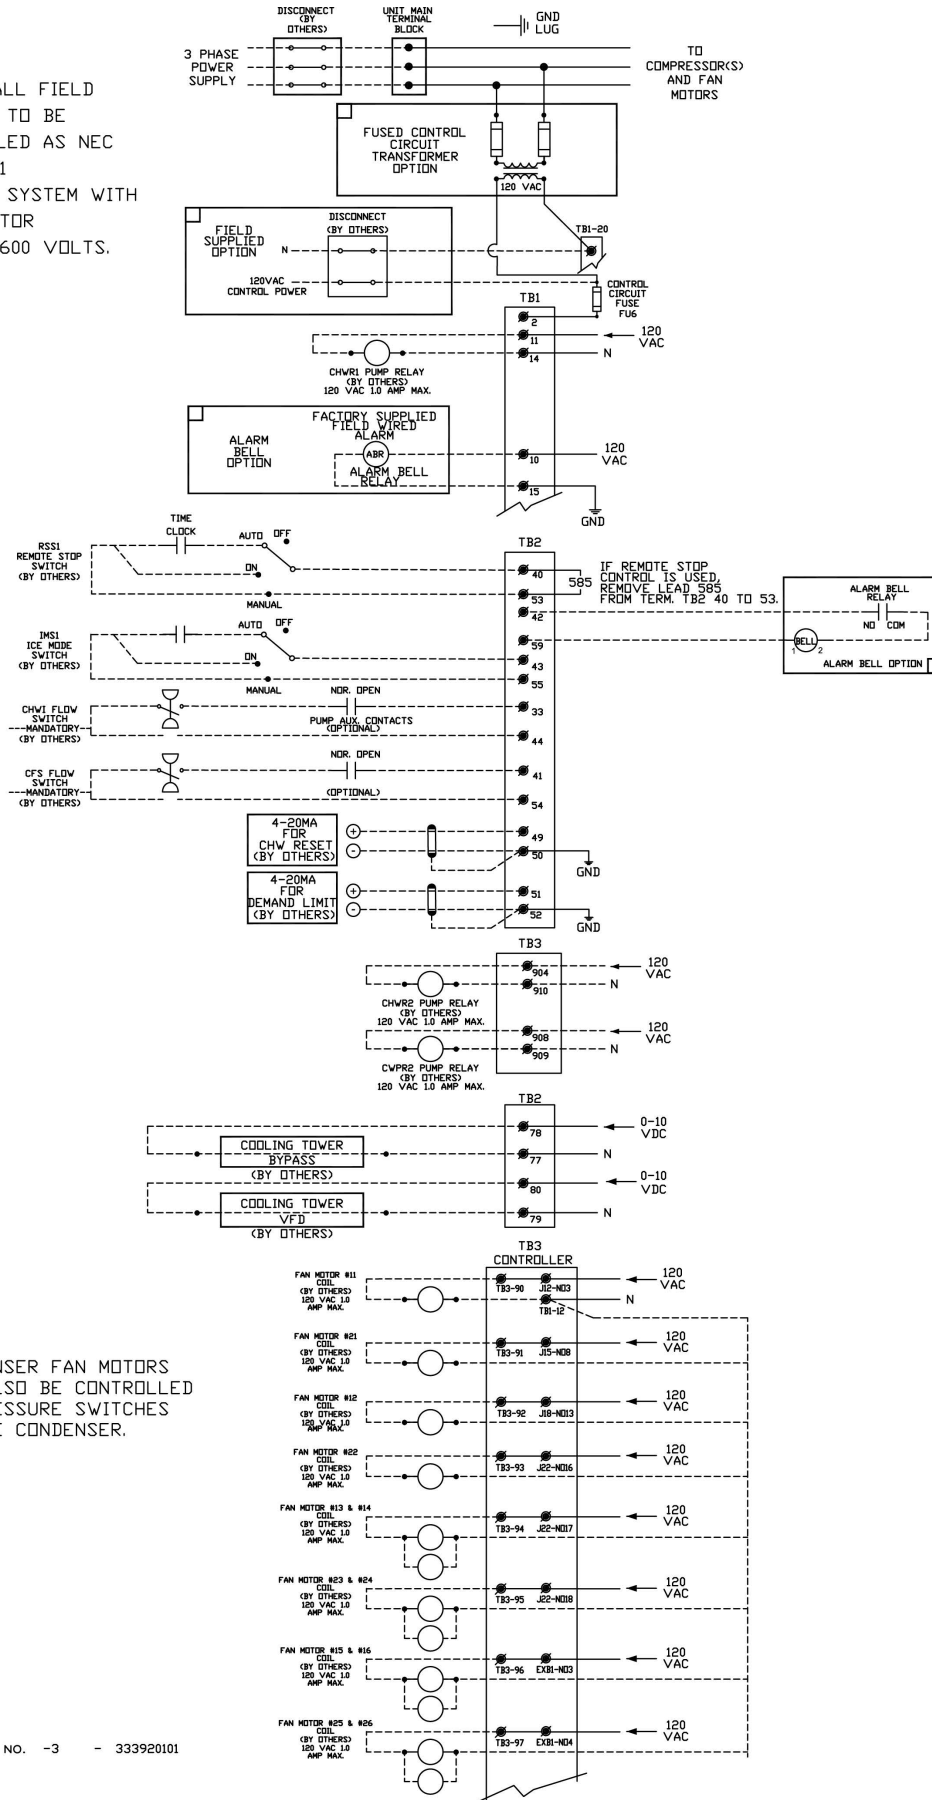 DISCONNECT
(BY
OTHERS)
UNIT MAIN
TERMINAL
BLOCK
GND
LUG
3 PHASE
POWER
SUPPLY
TO
COMPRESSOR(S)
AND FAN
MOTORS
ALL FIELD
TO BE
LED AS NEC
1
SYSTEM WITH
TOR
600 VOLTS.
FUSED CONTROL
CIRCUIT
TRANSFORMER
OPTION
120 VAC
FIELD
SUPPLIED
OPTION
DISCONNECT
(BY OTHERS)
N
120VAC
CONTROL POWER
TB1-20
CONTROL
CIRCUIT
FUSE
FU6
TB1
2
11
120
VAC
14
N
CHWR1 PUMP RELAY
(BY OTHERS)
120 VAC 1.0 AMP MAX.
ALARM
BELL
OPTION
FACTORY SUPPLIED
FIELD WIRED
ALARM
ABR
ALARM BELL
RELAY
10
120
VAC
15
GND
TB2
RSS1
REMOTE STOP
SWITCH
(BY OTHERS)
TIME
CLOCK
AUTO
OFF
ON
MANUAL
40
53
585
IF REMOTE STOP
CONTROL IS USED,
REMOVE LEAD 585
FROM TERM. TB2 40 TO 53.
42
59
ALARM BELL
RELAY
NO COM
BELL
1
2
ALARM BELL OPTION
IMS1
ICE MODE
SWITCH
(BY OTHERS)
AUTO
OFF
ON
MANUAL
43
55
CHWI FLOW
SWITCH
---MANDATORY--
(BY OTHERS)
NOR. OPEN
PUMP AUX. CONTACTS
(OPTIONAL)
33
44
CFS FLOW
SWITCH
---MANDATORY--
(BY OTHERS)
NOR. OPEN
(OPTIONAL)
41
54
4-20MA
FOR
CHW RESET
(BY OTHERS)
+
-
49
50
GND
4-20MA
FOR
DEMAND LIMIT
(BY OTHERS)
+
-
51
52
GND
TB3
904
120
VAC
910
N
CHWR2 PUMP RELAY
(BY OTHERS)
120 VAC 1.0 AMP MAX.
908
120
VAC
909
N
CWPR2 PUMP RELAY
(BY OTHERS)
120 VAC 1.0 AMP MAX.
TB2
78
0-10
VDC
COOLING TOWER
BYPASS
(BY OTHERS)
77
N
80
0-10
VDC
COOLING TOWER
VFD
(BY OTHERS)
79
N
TB3
CONTROLLER
FAN MOTOR #11
COIL
(BY OTHERS)
120 VAC 1.0
AMP MAX.
TB3-90
J12-NO3
120
VAC
TB1-12
N
FAN MOTOR #21
COIL
(BY OTHERS)
120 VAC 1.0
AMP MAX.
TB3-91
J15-NO8
120
VAC
NSER FAN MOTORS
LSO BE CONTROLLED
ESSURE SWITCHES
E CONDENSER.
FAN MOTOR #12
COIL
(BY OTHERS)
120 VAC 1.0
AMP MAX.
TB3-92
J18-NO13
120
VAC
FAN MOTOR #22
COIL
(BY OTHERS)
120 VAC 1.0
AMP MAX.
TB3-93
J22-NO16
120
VAC
FAN MOTOR #13 & #14
COIL
(BY OTHERS)
120 VAC 1.0
AMP MAX.
TB3-94
J22-NO17
120
VAC
FAN MOTOR #23 & #24
COIL
(BY OTHERS)
120 VAC 1.0
AMP MAX.
TB3-95
J22-NO18
120
VAC
FAN MOTOR #15 & #16
COIL
(BY OTHERS)
120 VAC 1.0
AMP MAX.
TB3-96
EXB1-NO3
120
VAC
FAN MOTOR #25 & #26
COIL
(BY OTHERS)
120 VAC 1.0
AMP MAX.
TB3-97
EXB1-NO4
120
VAC
NO. -3 - 333920101